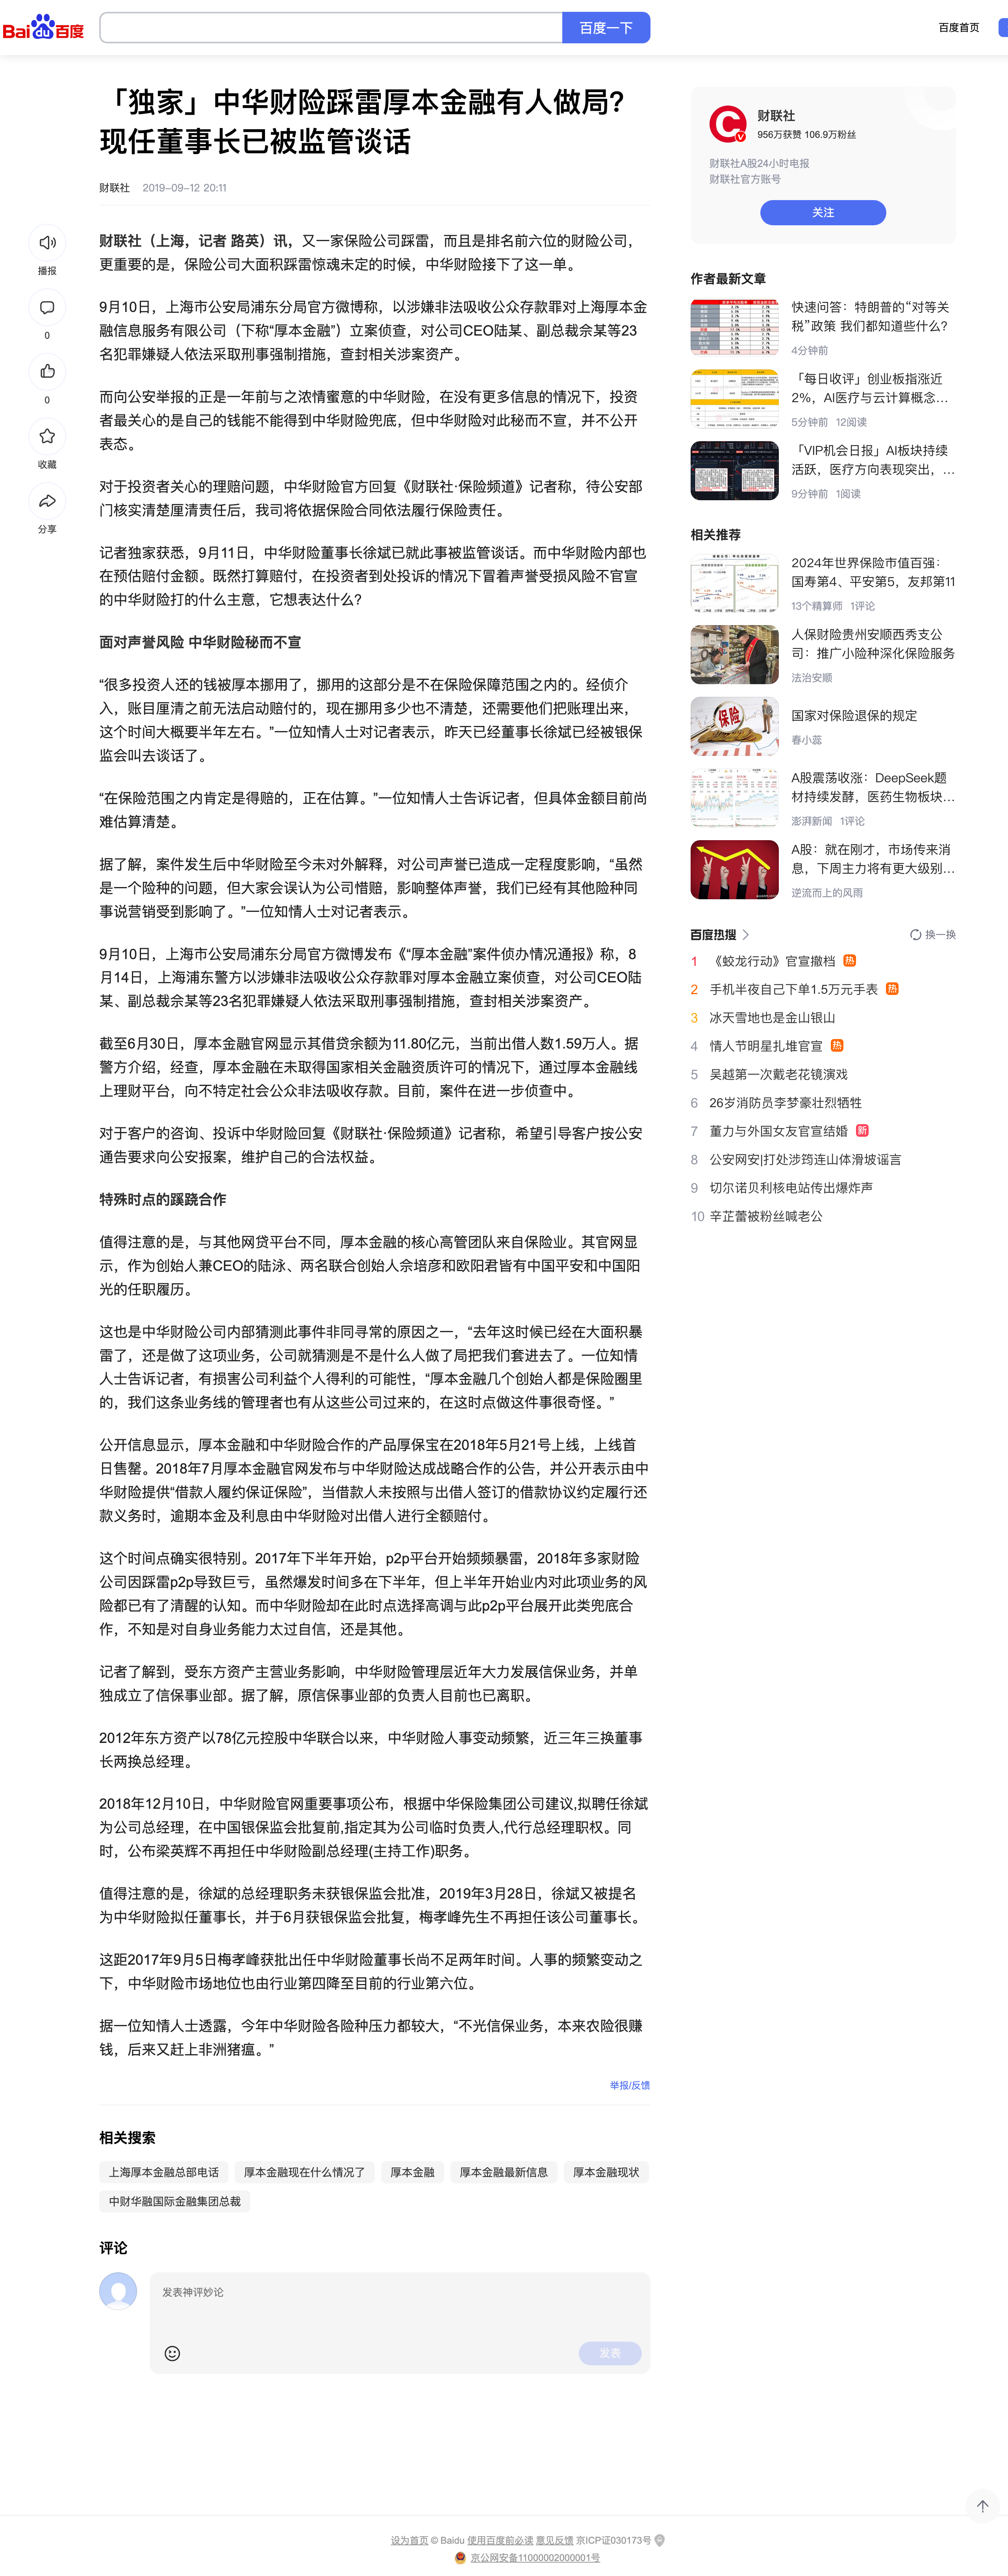 Bai du 百度
百度一下
百度首页
「独家」中华财险踩雷厚本金融有人做局?
现任董事长已被监管谈话
财联社 2019-09-12 20:11
播报
0
0
收藏
分享
财联社（上海，记者 路英）讯，又一家保险公司踩雷，而且是排名前六位的财险公司，
更重要的是，保险公司大面积踩雷惊魂未定的时候，中华财险接下了这一单。
9月10日，上海市公安局浦东分局官方微博称，以涉嫌非法吸收公众存款罪对上海厚本金
融信息服务有限公司（下称“厚本金融”）立案侦查，对公司CEO陆某、副总裁佘某等23
名犯罪嫌疑人依法采取刑事强制措施，查封相关涉案资产。
而向公安举报的正是一年前与之浓情蜜意的中华财险，在没有更多信息的情况下，投资
者最关心的是自己的钱能不能得到中华财险兜底，但中华财险对此秘而不宣，并不公开
表态。
对于投资者关心的理赔问题，中华财险官方回复《财联社·保险频道》记者称，待公安部
门核实清楚厘清责任后，我司将依据保险合同依法履行保险责任。
记者独家获悉，9月11日，中华财险董事长徐斌已就此事被监管谈话。而中华财险内部也
在预估赔付金额。既然打算赔付，在投资者到处投诉的情况下冒着声誉受损风险不官宣
的中华财险打的什么主意，它想表达什么?
面对声誉风险 中华财险秘而不宣
“很多投资人还的钱被厚本挪用了，挪用的这部分是不在保险保障范围之内的。经侦介
入，账目厘清之前无法启动赔付的，现在挪用多少也不清楚，还需要他们把账理出来，
这个时间大概要半年左右。”一位知情人士对记者表示，昨天已经董事长徐斌已经被银保
监会叫去谈话了。
“在保险范围之内肯定是得赔的，正在估算。”一位知情人士告诉记者，但具体金额目前尚
难估算清楚。
据了解，案件发生后中华财险至今未对外解释，对公司声誉已造成一定程度影响，“虽然
是一个险种的问题，但大家会误认为公司惜赔，影响整体声誉，我们已经有其他险种同
事说营销受到影响了。”一位知情人士对记者表示。
9月10日，上海市公安局浦东分局官方微博发布《“厚本金融”案件侦办情况通报》称，8
月14日，上海浦东警方以涉嫌非法吸收公众存款罪对厚本金融立案侦查，对公司CEO陆
某、副总裁佘某等23名犯罪嫌疑人依法采取刑事强制措施，查封相关涉案资产。
截至6月30日，厚本金融官网显示其借贷余额为11.80亿元，当前出借人数1.59万人。据
警方介绍，经查，厚本金融在未取得国家相关金融资质许可的情况下，通过厚本金融线
上理财平台，向不特定社会公众非法吸收存款。目前，案件在进一步侦查中。
对于客户的咨询、投诉中华财险回复《财联社·保险频道》记者称，希望引导客户按公安
通告要求向公安报案，维护自己的合法权益。
特殊时点的蹊跷合作
值得注意的是，与其他网贷平台不同，厚本金融的核心高管团队来自保险业。其官网显
示，作为创始人兼CEO的陆泳、两名联合创始人佘培彦和欧阳君皆有中国平安和中国阳
光的任职履历。
这也是中华财险公司内部猜测此事件非同寻常的原因之一，“去年这时候已经在大面积暴
雷了，还是做了这项业务，公司就猜测是不是什么人做了局把我们套进去了。一位知情
人士告诉记者，有损害公司利益个人得利的可能性，“厚本金融几个创始人都是保险圈里
的，我们这条业务线的管理者也有从这些公司过来的，在这时点做这件事很奇怪。”
公开信息显示，厚本金融和中华财险合作的产品厚保宝在2018年5月21号上线，上线首
日售罄。2018年7月厚本金融官网发布与中华财险达成战略合作的公告，并公开表示由中
华财险提供“借款人履约保证保险”，当借款人未按照与出借人签订的借款协议约定履行还
款义务时，逾期本金及利息由中华财险对出借人进行全额赔付。
这个时间点确实很特别。2017年下半年开始，p2p平台开始频频暴雷，2018年多家财险
公司因踩雷p2p导致巨亏，虽然爆发时间多在下半年，但上半年开始业内对此项业务的风
险都已有了清醒的认知。而中华财险却在此时点选择高调与此p2p平台展开此类兜底合
作，不知是对自身业务能力太过自信，还是其他。
记者了解到，受东方资产主营业务影响，中华财险管理层近年大力发展信保业务，并单
独成立了信保事业部。据了解，原信保事业部的负责人目前也已离职。
2012年东方资产以78亿元控股中华联合以来，中华财险人事变动频繁，近三年三换董事
长两换总经理。
2018年12月10日，中华财险官网重要事项公布，根据中华保险集团公司建议,拟聘任徐斌
为公司总经理，在中国银保监会批复前,指定其为公司临时负责人,代行总经理职权。同
时，公布梁英辉不再担任中华财险副总经理(主持工作)职务。
值得注意的是，徐斌的总经理职务未获银保监会批准，2019年3月28日，徐斌又被提名
为中华财险拟任董事长，并于6月获银保监会批复，梅孝峰先生不再担任该公司董事长。
这距2017年9月5日梅孝峰获批出任中华财险董事长尚不足两年时间。人事的频繁变动之
下，中华财险市场地位也由行业第四降至目前的行业第六位。
据一位知情人士透露，今年中华财险各险种压力都较大，“不光信保业务，本来农险很赚
钱，后来又赶上非洲猪瘟。”
举报/反馈
相关搜索
上海厚本金融总部电话 厚本金融现在什么情况了 厚本金融 厚本金融最新信息 厚本金融现状
中财华融国际金融集团总裁
评论
发表神评妙论
发表
财联社
956万获赞 106.9万粉丝
财联社A股24小时电报
财联社官方账号
关注
作者最新文章
快速问答：特朗普的“对等关
税”政策 我们都知道些什么?
4分钟前
「每日收评」创业板指涨近
2%，AI医疗与云计算概念…
5分钟前 12阅读
「VIP机会日报」AI板块持续
活跃，医疗方向表现突出，…
9分钟前 1阅读
相关推荐
2024年世界保险市值百强：
国寿第4、平安第5，友邦第11
13个精算师 1评论
人保财险贵州安顺西秀支公
司：推广小险种深化保险服务
法治安顺
保险
国家对保险退保的规定
春小蕊
A股震荡收涨：DeepSeek题
材持续发酵，医药生物板块…
澎湃新闻 1评论
A股：就在刚才，市场传来消
息，下周主力将有更大级别…
逆流而上的风雨
百度热搜 换一换
1 《蛟龙行动》官宣撤档 热
2 手机半夜自己下单1.5万元手表 热
3 冰天雪地也是金山银山
4 情人节明星扎堆官宣 热
5 吴越第一次戴老花镜演戏
6 26岁消防员李梦豪壮烈牺牲
7 董力与外国女友官宣结婚 新
8 公安网安|打处涉筠连山体滑坡谣言
9 切尔诺贝利核电站传出爆炸声
10 辛芷蕾被粉丝喊老公
设为首页 © Baidu 使用百度前必读 意见反馈 京ICP证030173号
京公网安备11000002000001号